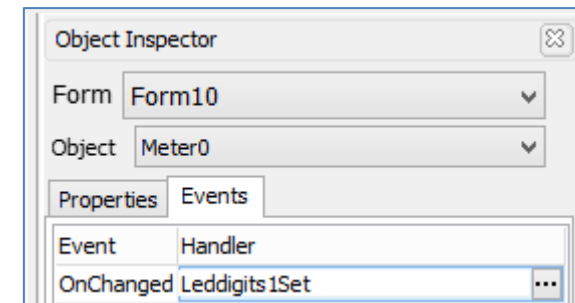 Object Inspector
Form Form10
Object Meter0
Properties Events
Event Handler
OnChanged Leddigits1Set ...